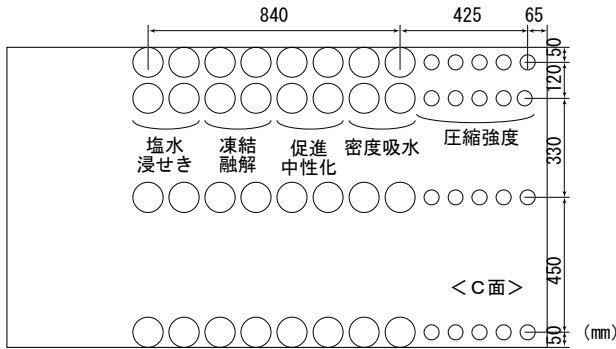 840
425
65
50
120
330
450
50
塩水
浸せき
凍結
融解
促進
中性化
密度吸水
圧縮強度
＜C面＞
(mm)